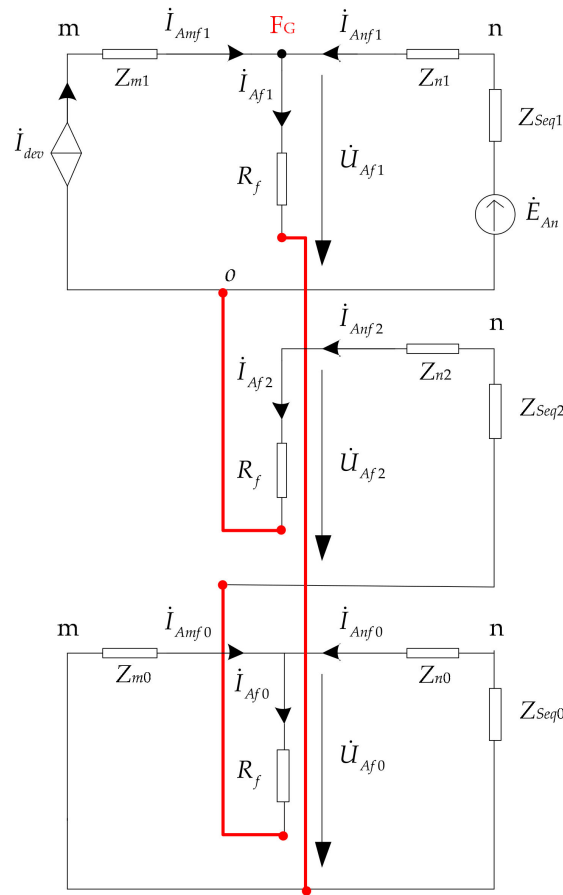 m İ_Amf1 F_G İ_Anf1 n
Z_m1 İ_Af1 Z_n1
Z_Seq1
İ_dev R_f U̇_Af1
Ė_An
o
İ_Anf2 n
İ_Af2 Z_n2
Z_Seq2
R_f U̇_Af2
m İ_Amf0 İ_Anf0 n
Z_m0 İ_Af0 Z_n0
Z_Seq0
R_f U̇_Af0